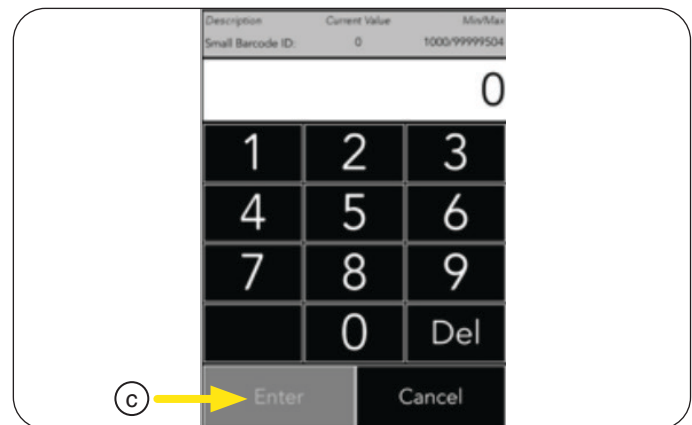 Description Current Value Min/Max
Small Barcode ID: 0 1000/99999504
0
1 2 3
4 5 6
7 8 9
0 Del
c Enter Cancel